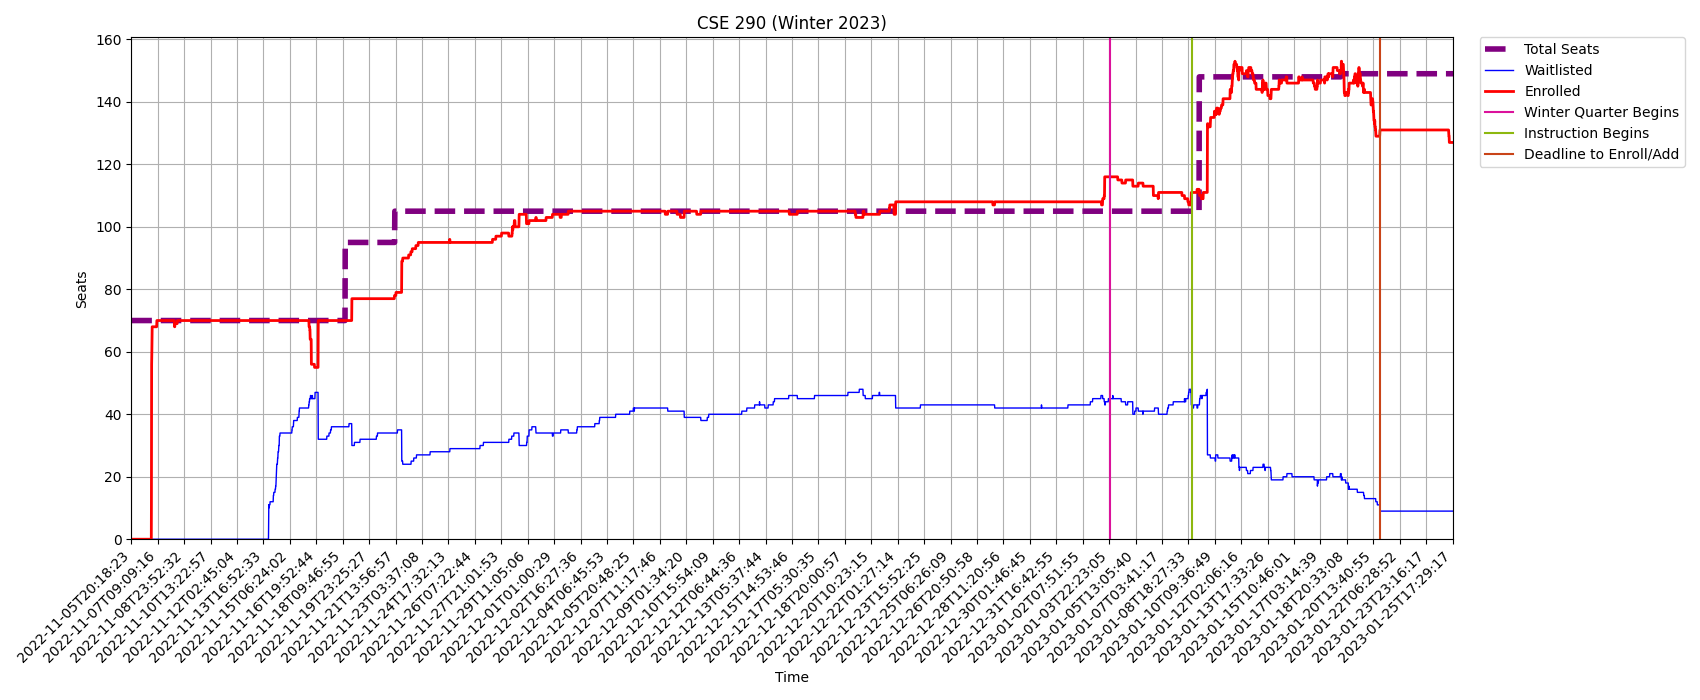 CSE 290 (Winter 2023)
160
140
120
100
80
60
40
20
0
Seats
Total Seats
Waitlisted
Enrolled
Winter Quarter Begins
Instruction Begins
Deadline to Enroll/Add
2022-11-05T20:18:23
2022-11-07T09:09:16
2022-11-08T23:52:32
2022-11-10T13:22:57
2022-11-12T02:45:04
2022-11-13T16:52:33
2022-11-15T06:24:02
2022-11-16T19:52:44
2022-11-18T09:46:55
2022-11-19T23:25:27
2022-11-21T13:56:57
2022-11-23T03:37:08
2022-11-24T17:32:13
2022-11-26T07:22:44
2022-11-27T21:01:53
2022-11-29T11:05:06
2022-12-01T01:00:29
2022-12-02T16:27:36
2022-12-04T06:45:53
2022-12-05T20:48:25
2022-12-07T11:17:46
2022-12-09T01:34:20
2022-12-10T15:54:09
2022-12-12T06:44:36
2022-12-13T05:37:44
2022-12-15T14:53:46
2022-12-17T05:30:35
2022-12-18T20:00:57
2022-12-20T10:23:15
2022-12-22T01:27:14
2022-12-23T15:52:25
2022-12-25T06:26:09
2022-12-26T20:50:58
2022-12-28T11:20:56
2022-12-30T01:46:45
2022-12-31T16:42:55
2023-01-02T07:51:55
2023-01-03T22:23:05
2023-01-05T13:05:40
2023-01-07T03:41:17
2023-01-08T18:27:33
2023-01-10T09:36:49
2023-01-12T02:06:16
2023-01-13T17:33:26
2023-01-15T10:46:01
2023-01-17T03:14:39
2023-01-18T20:33:08
2023-01-20T13:40:55
2023-01-22T06:28:52
2023-01-23T23:16:17
2023-01-25T17:29:17
Time